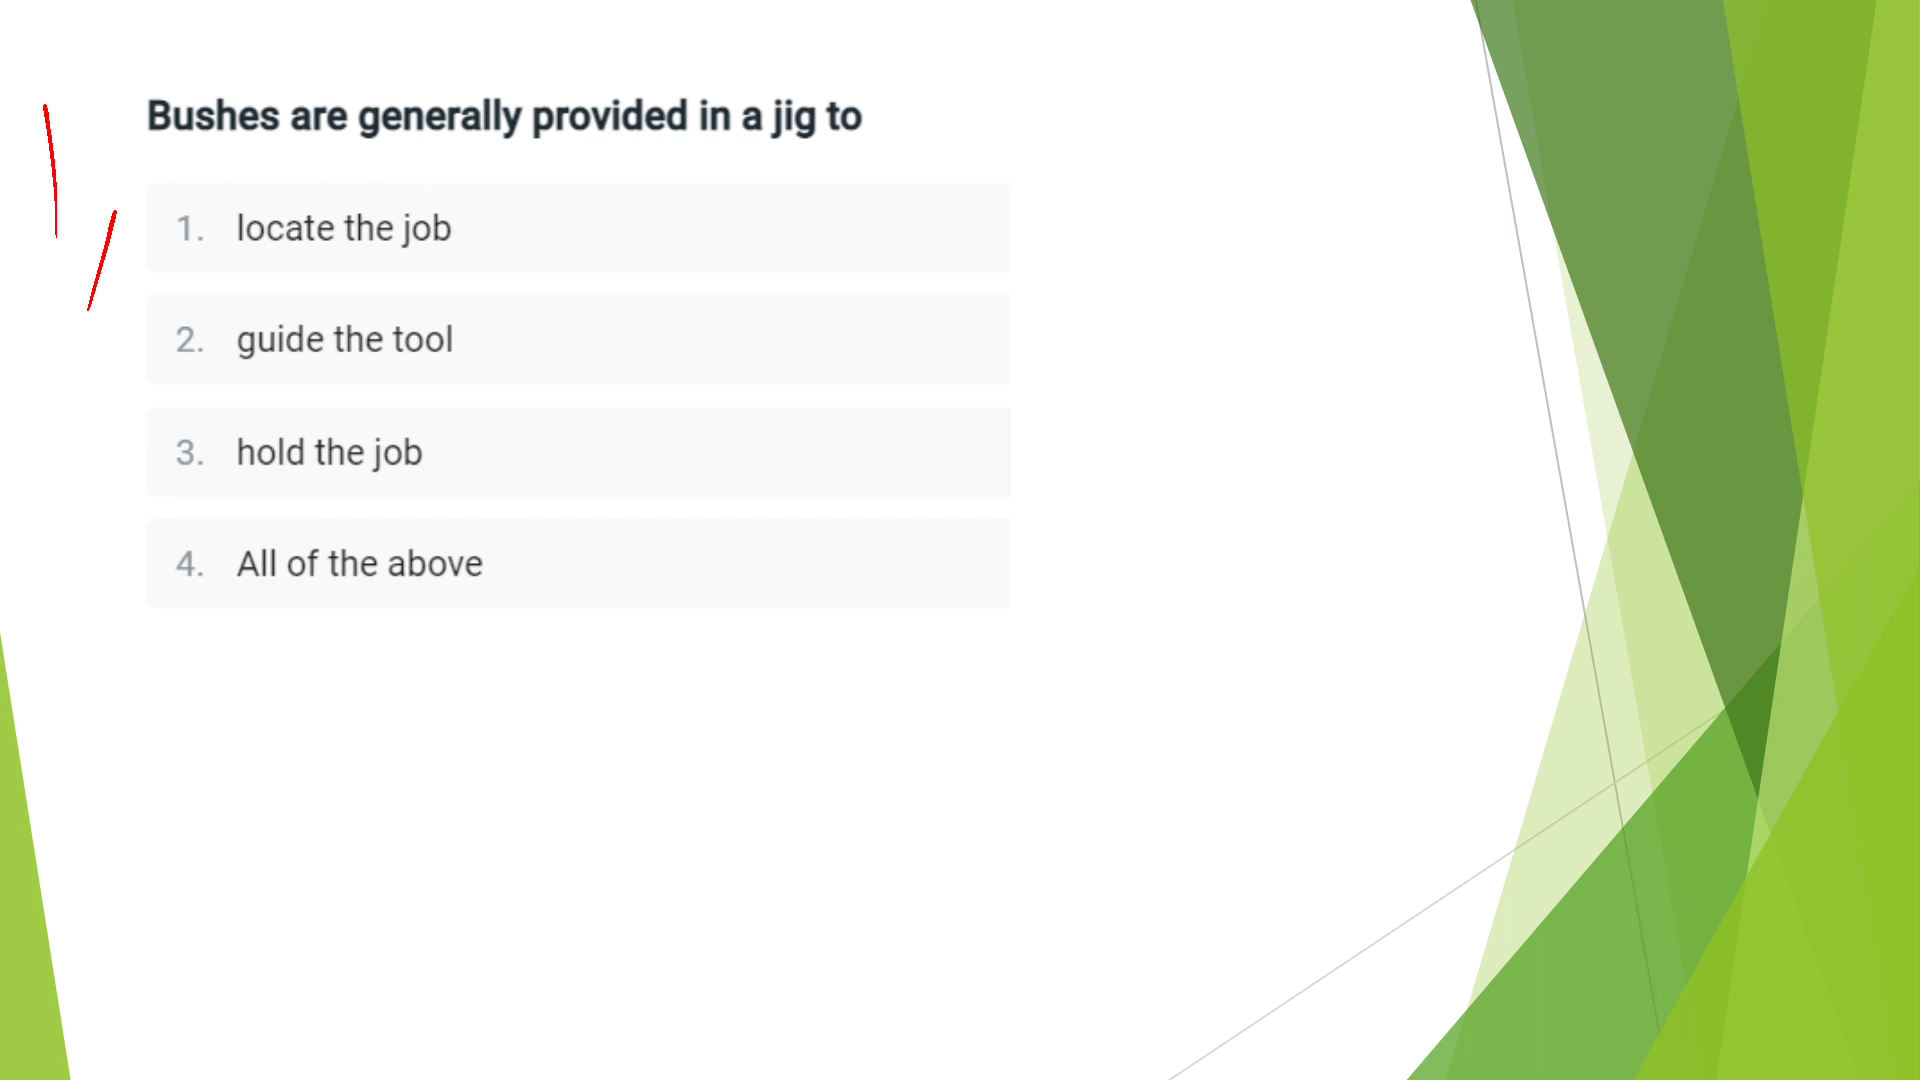 Bushes are generally provided in a jig to
1. locate the job
2. guide the tool
3. hold the job
4. All of the above